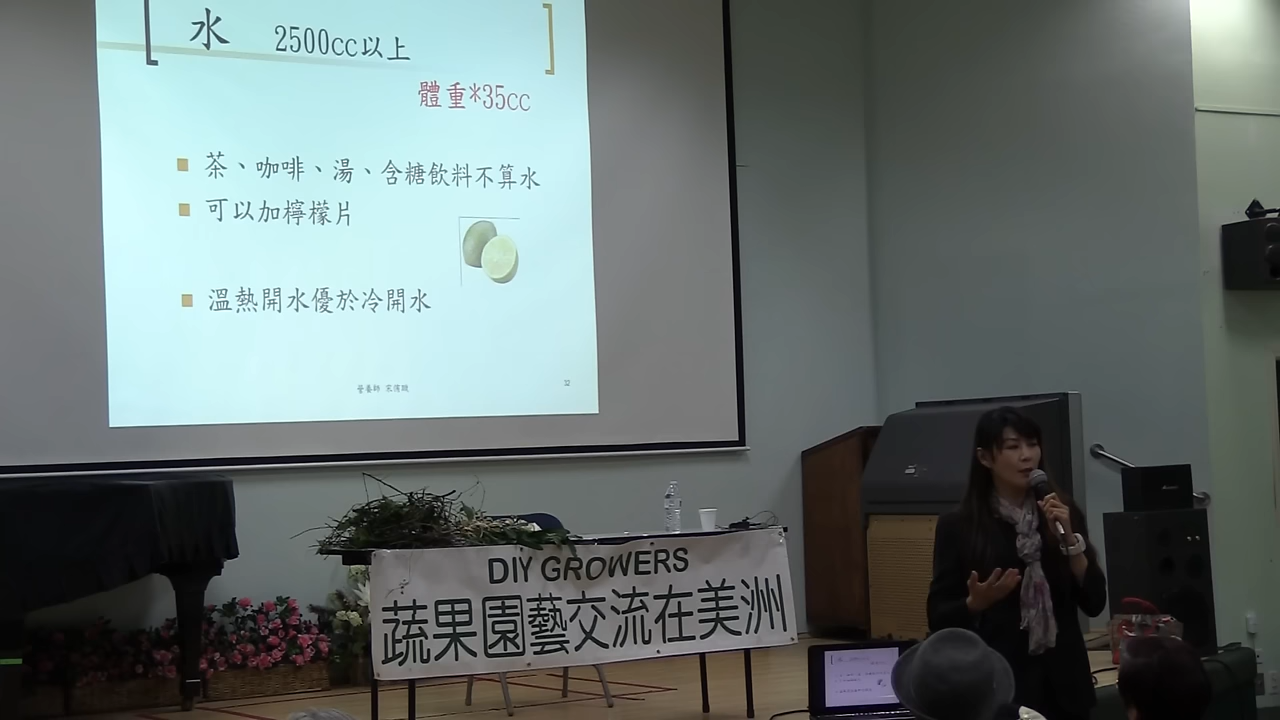 水 2500cc以上
體重*35cc
茶、咖啡、湯、含糖飲料不算水
可以加檸檬片
溫熱開水優於冷開水
32
DIY GROWERS
蔬果園藝交流在美洲